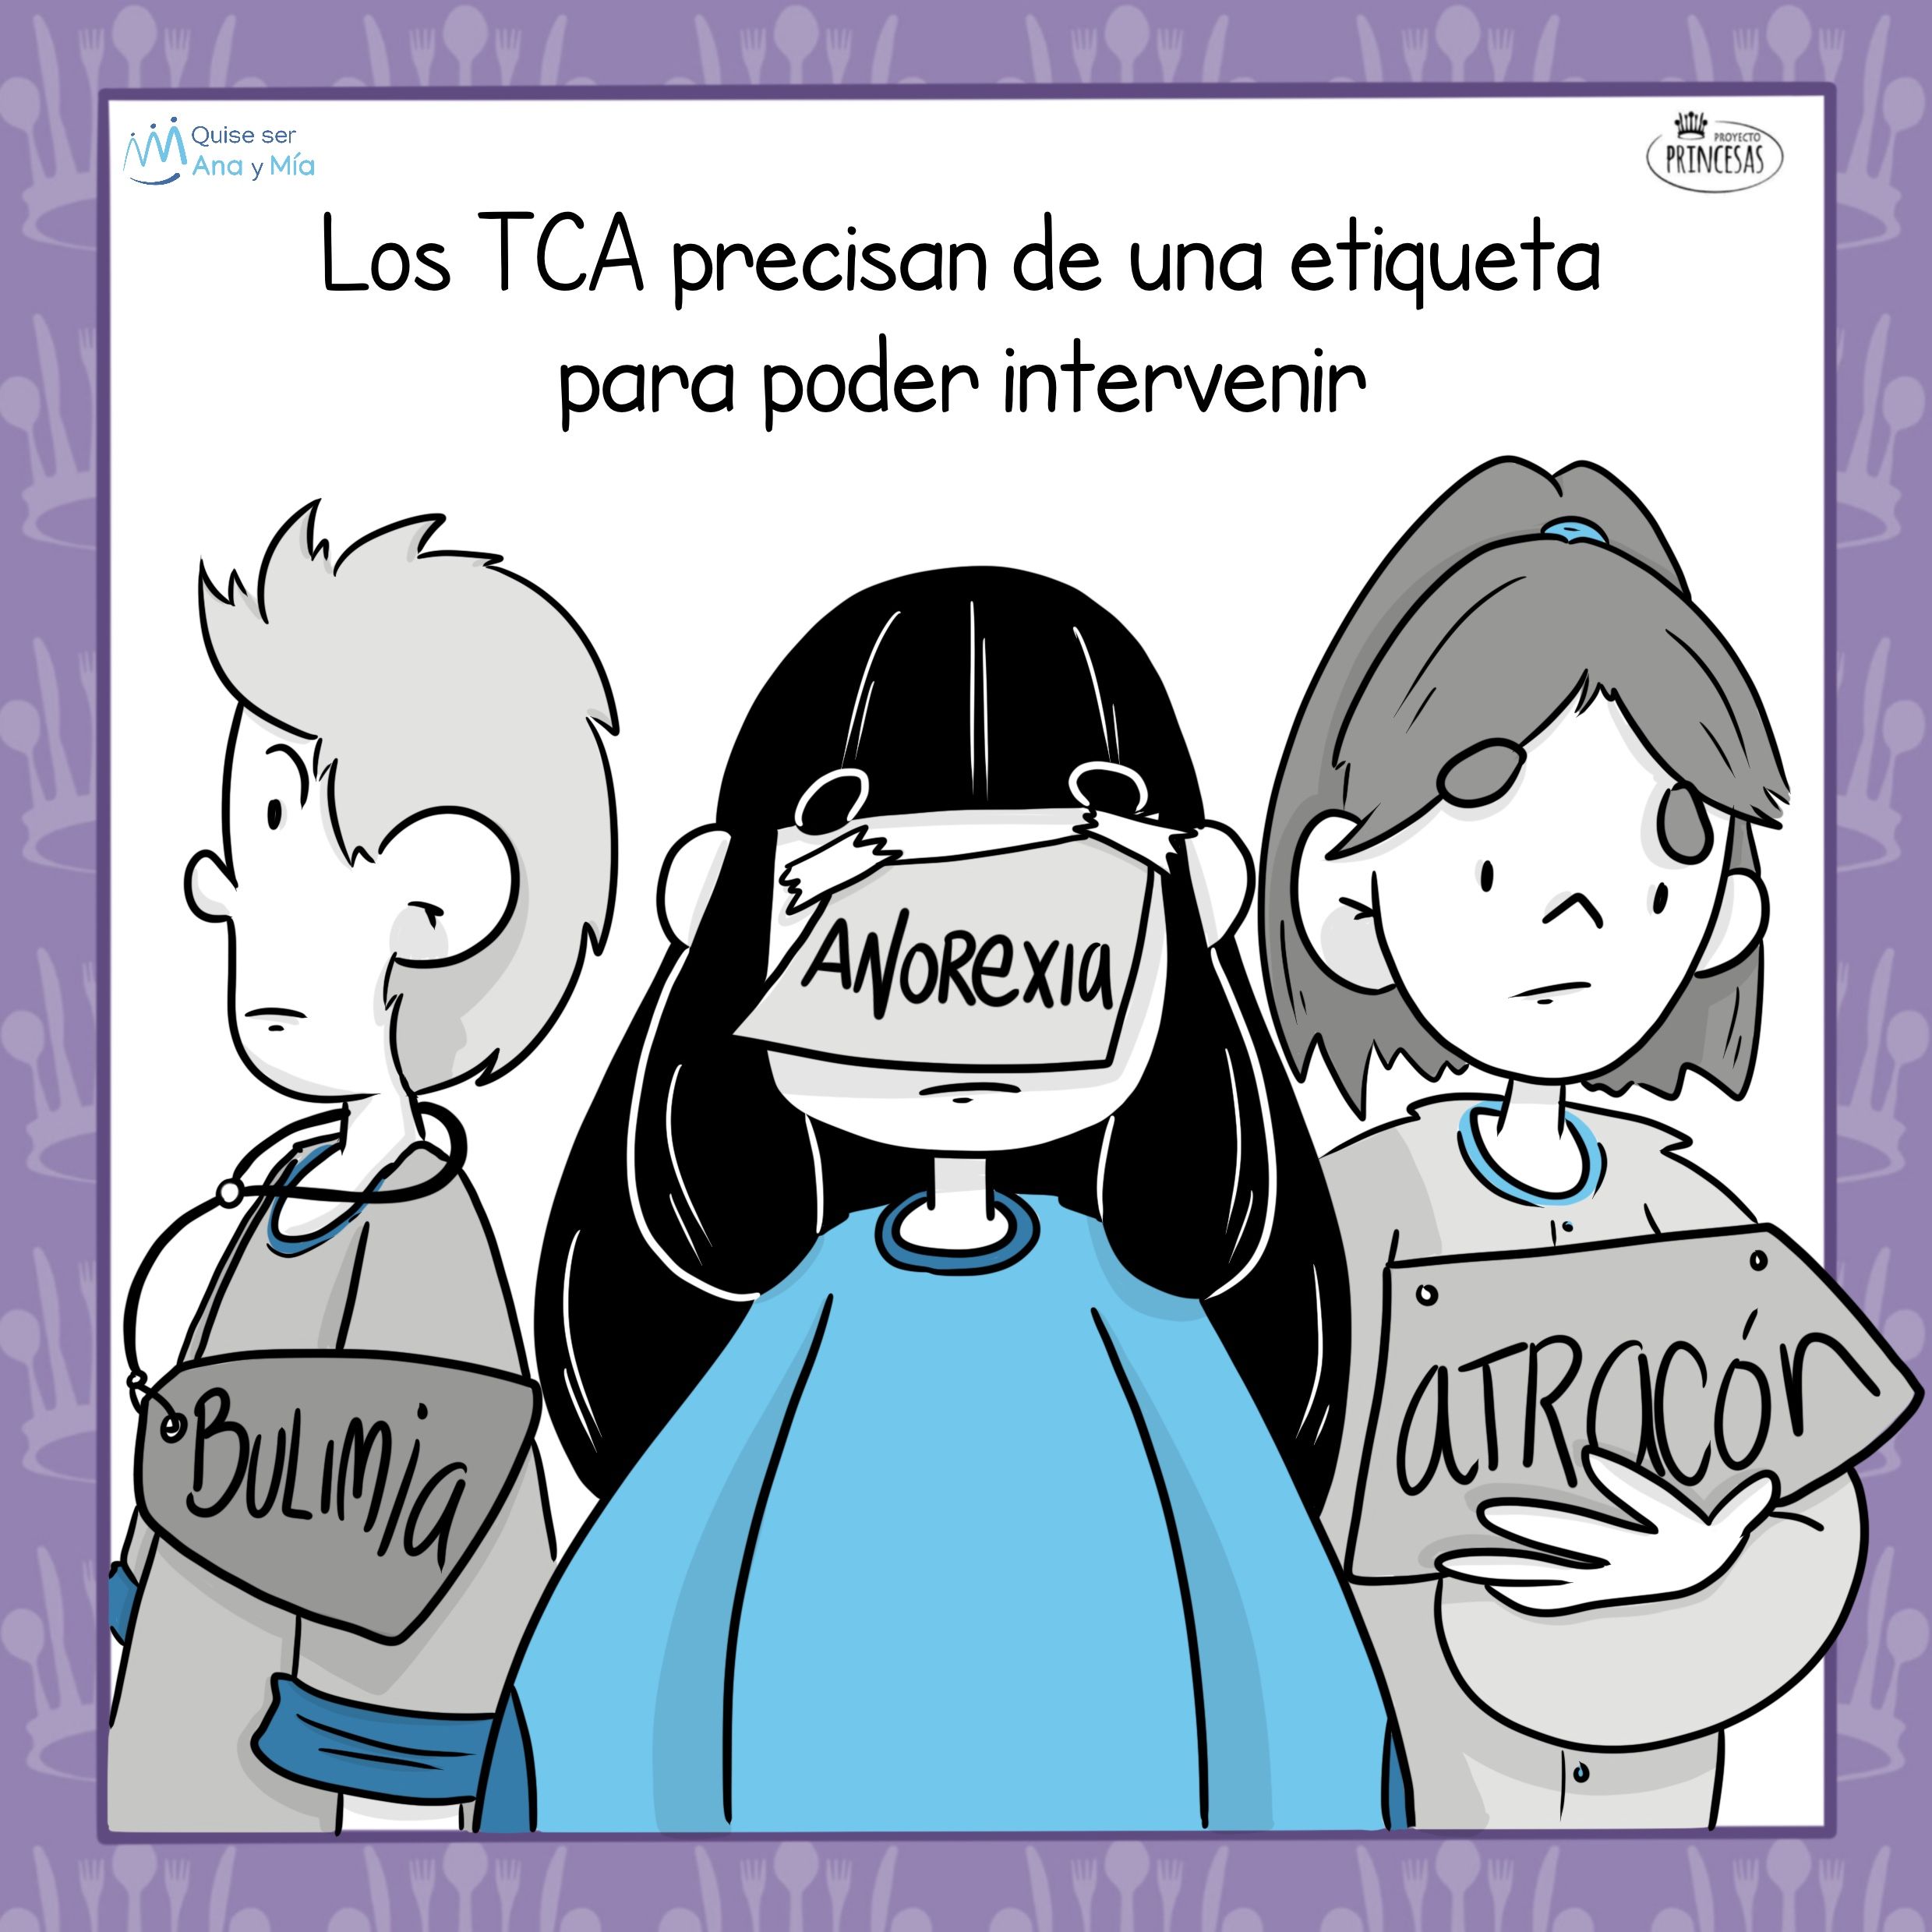 Quise ser
Ana y Mía
PROYECTO
PRINCESAS
Los TCA precisan de una etiqueta
para poder intervenir
ANOREXIA
BULIMIA
ATRACÓN